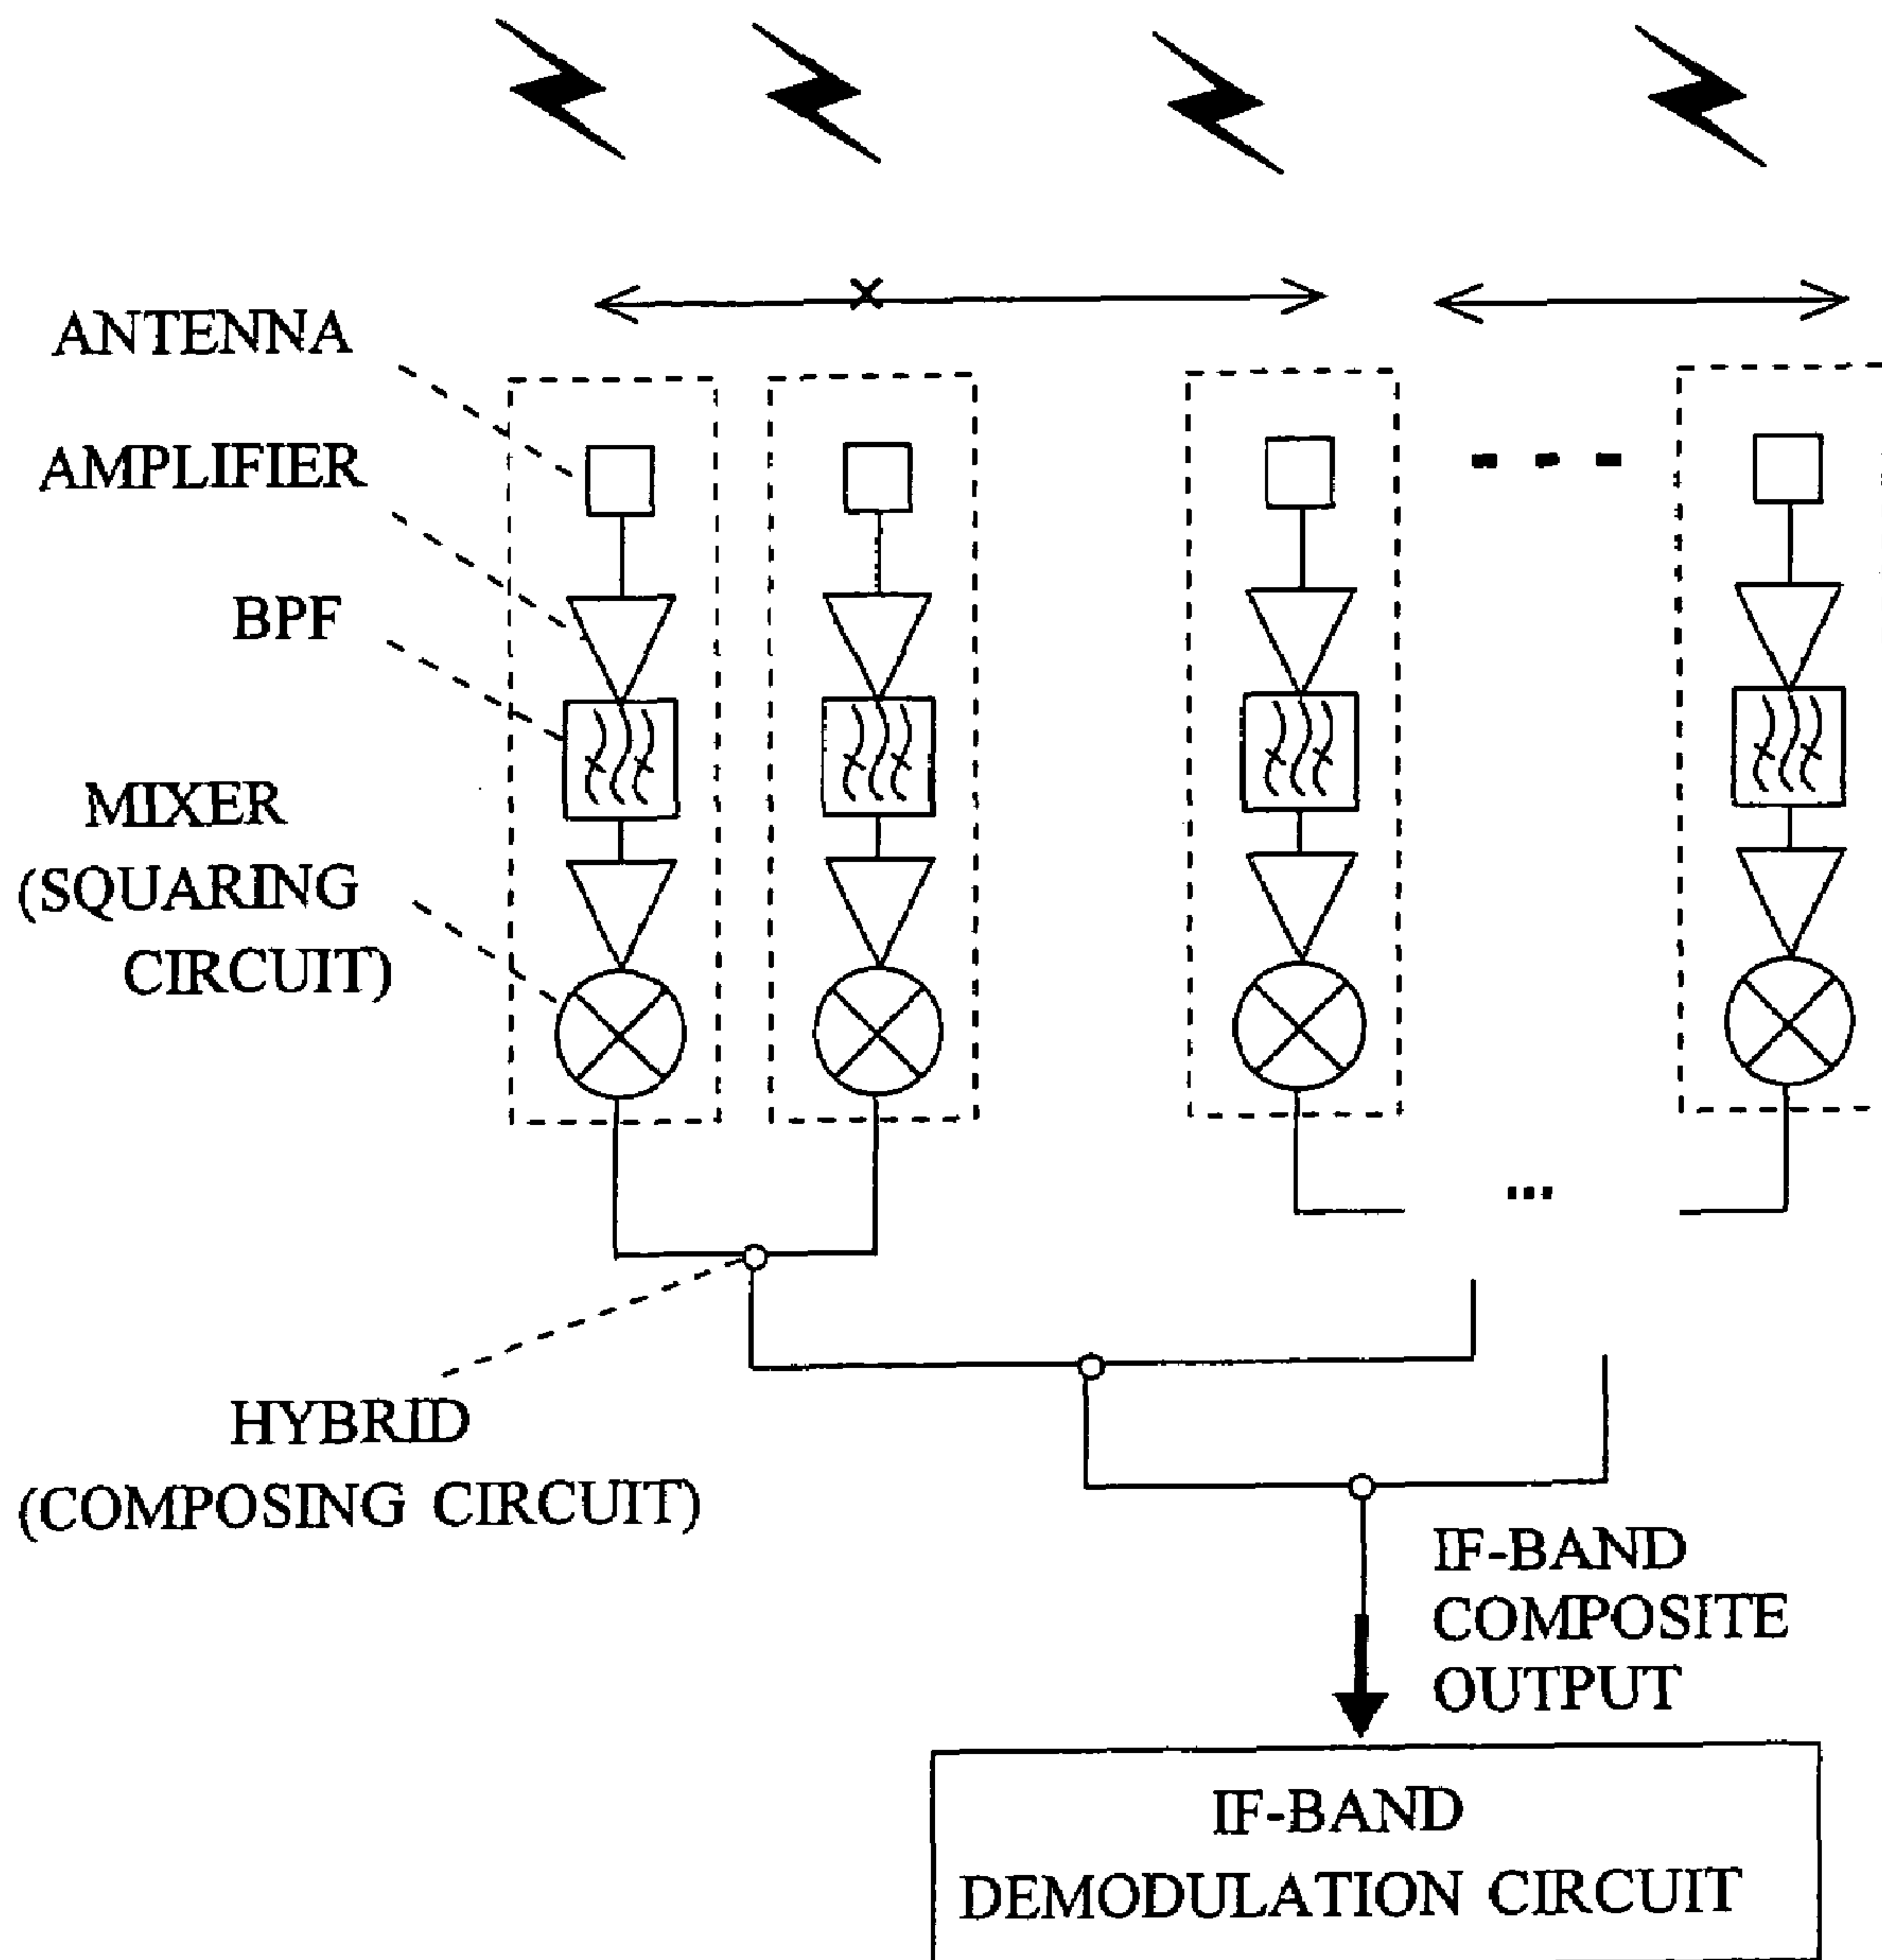 ANTENNA
AMPLIFIER
BPF
MIXER
(SQUARING
CIRCUIT)
HYBRID
(COMPOSING CIRCUIT)
IF-BAND
COMPOSITE
OUTPUT
IF-BAND
DEMODULATION CIRCUIT